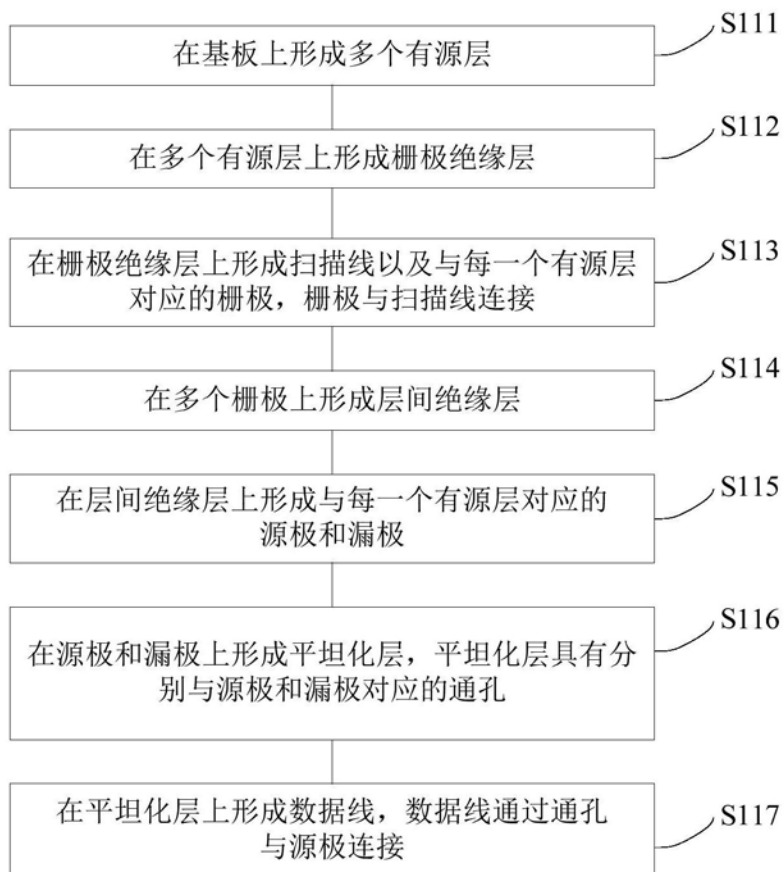 S111
在基板上形成多个有源层
S112
在多个有源层上形成栅极绝缘层
S113
在栅极绝缘层上形成扫描线以及与每一个有源层
对应的栅极，栅极与扫描线连接
S114
在多个栅极上形成层间绝缘层
S115
在层间绝缘层上形成与每一个有源层对应的
源极和漏极
S116
在源极和漏极上形成平坦化层，平坦化层具有分
别与源极和漏极对应的通孔
S117
在平坦化层上形成数据线，数据线通过通孔
与源极连接